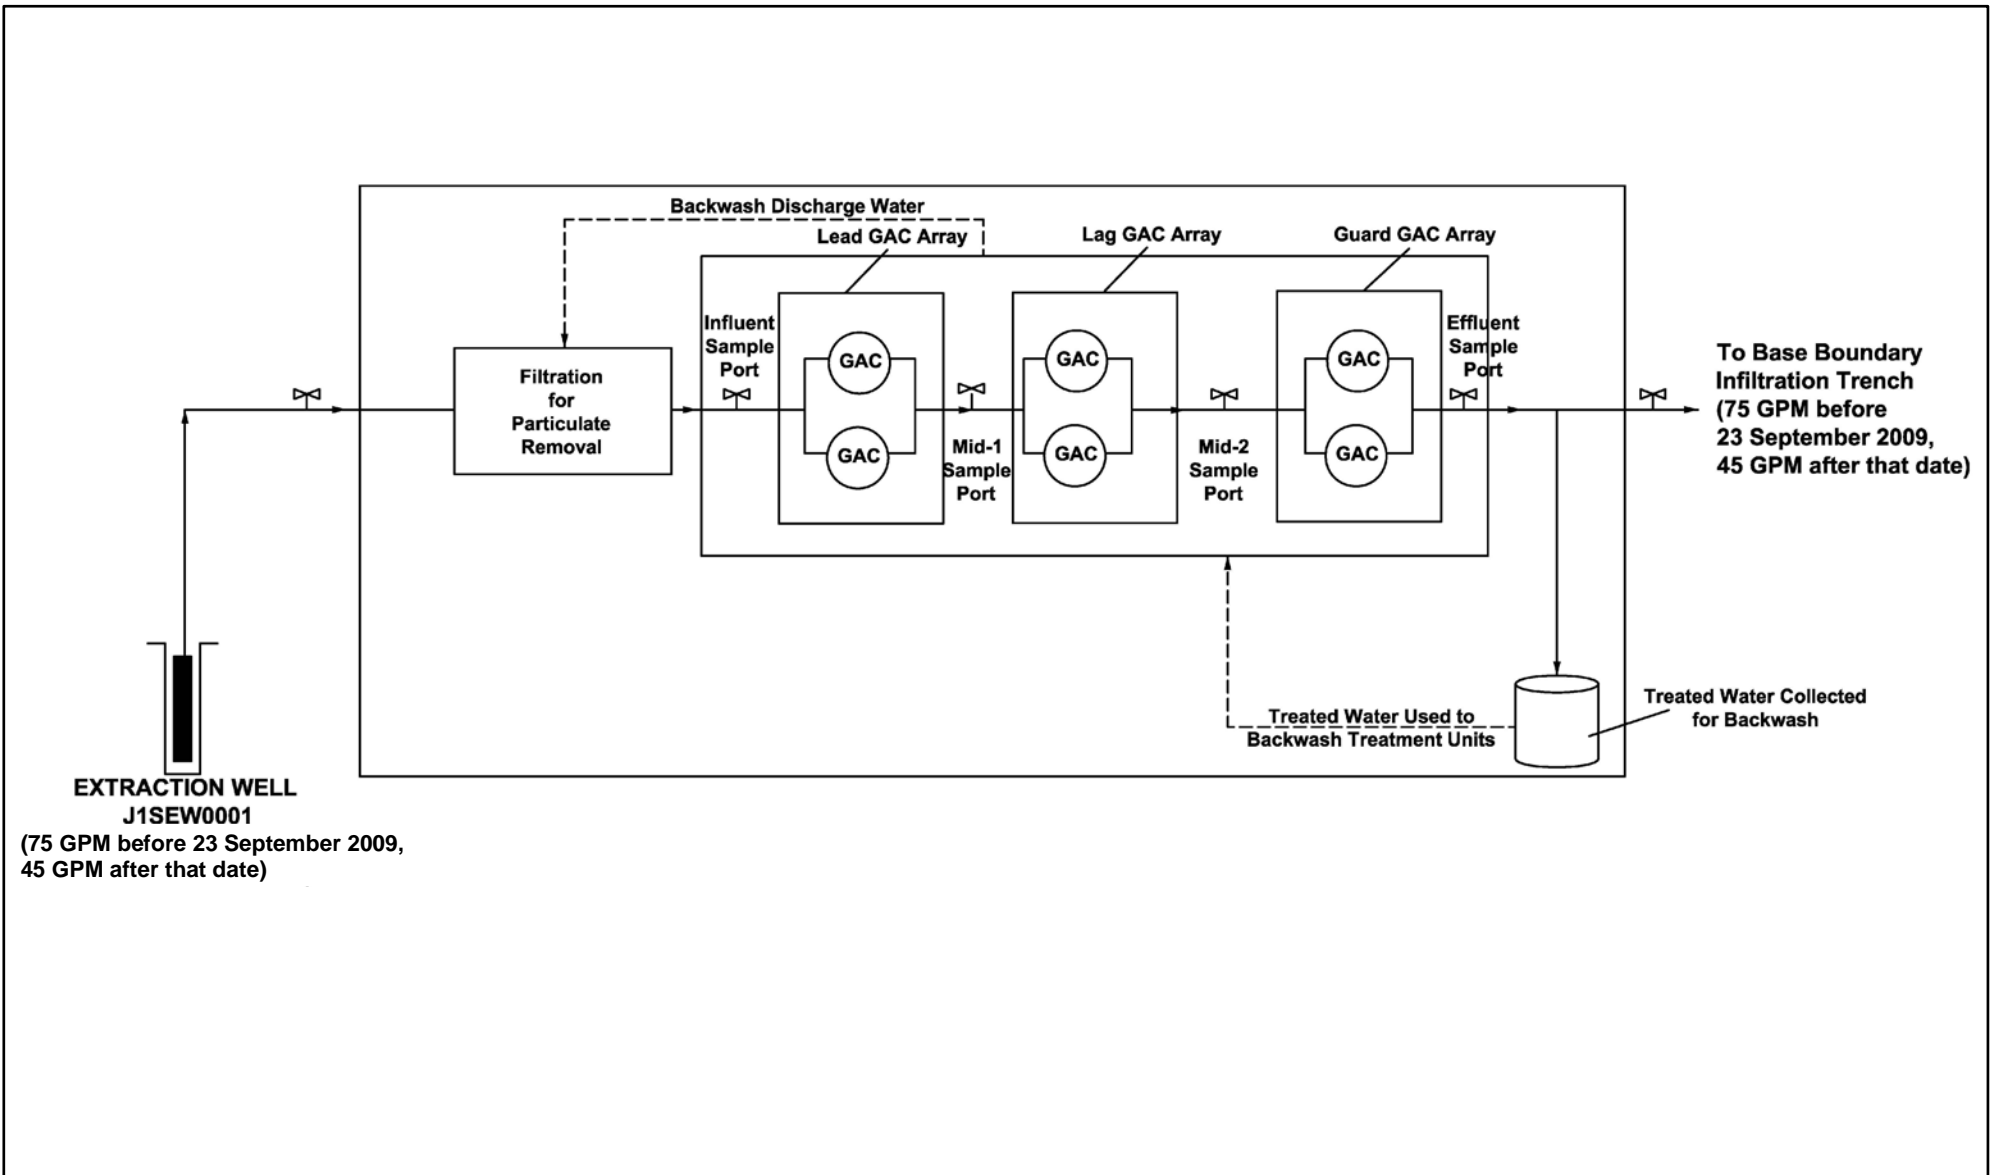 Backwash Discharge Water
Lead GAC Array
Lag GAC Array
Guard GAC Array
Influent
Sample
Port
Effluent
Sample
Port
GAC
GAC
GAC
GAC
GAC
GAC
Filtration
for
Particulate
Removal
Mid-1
Sample
Port
Mid-2
Sample
Port
To Base Boundary
Infiltration Trench
(75 GPM before
23 September 2009,
45 GPM after that date)
Treated Water Used to
Backwash Treatment Units
Treated Water Collected
for Backwash
EXTRACTION WELL
J1SEW0001
(75 GPM before 23 September 2009,
45 GPM after that date)